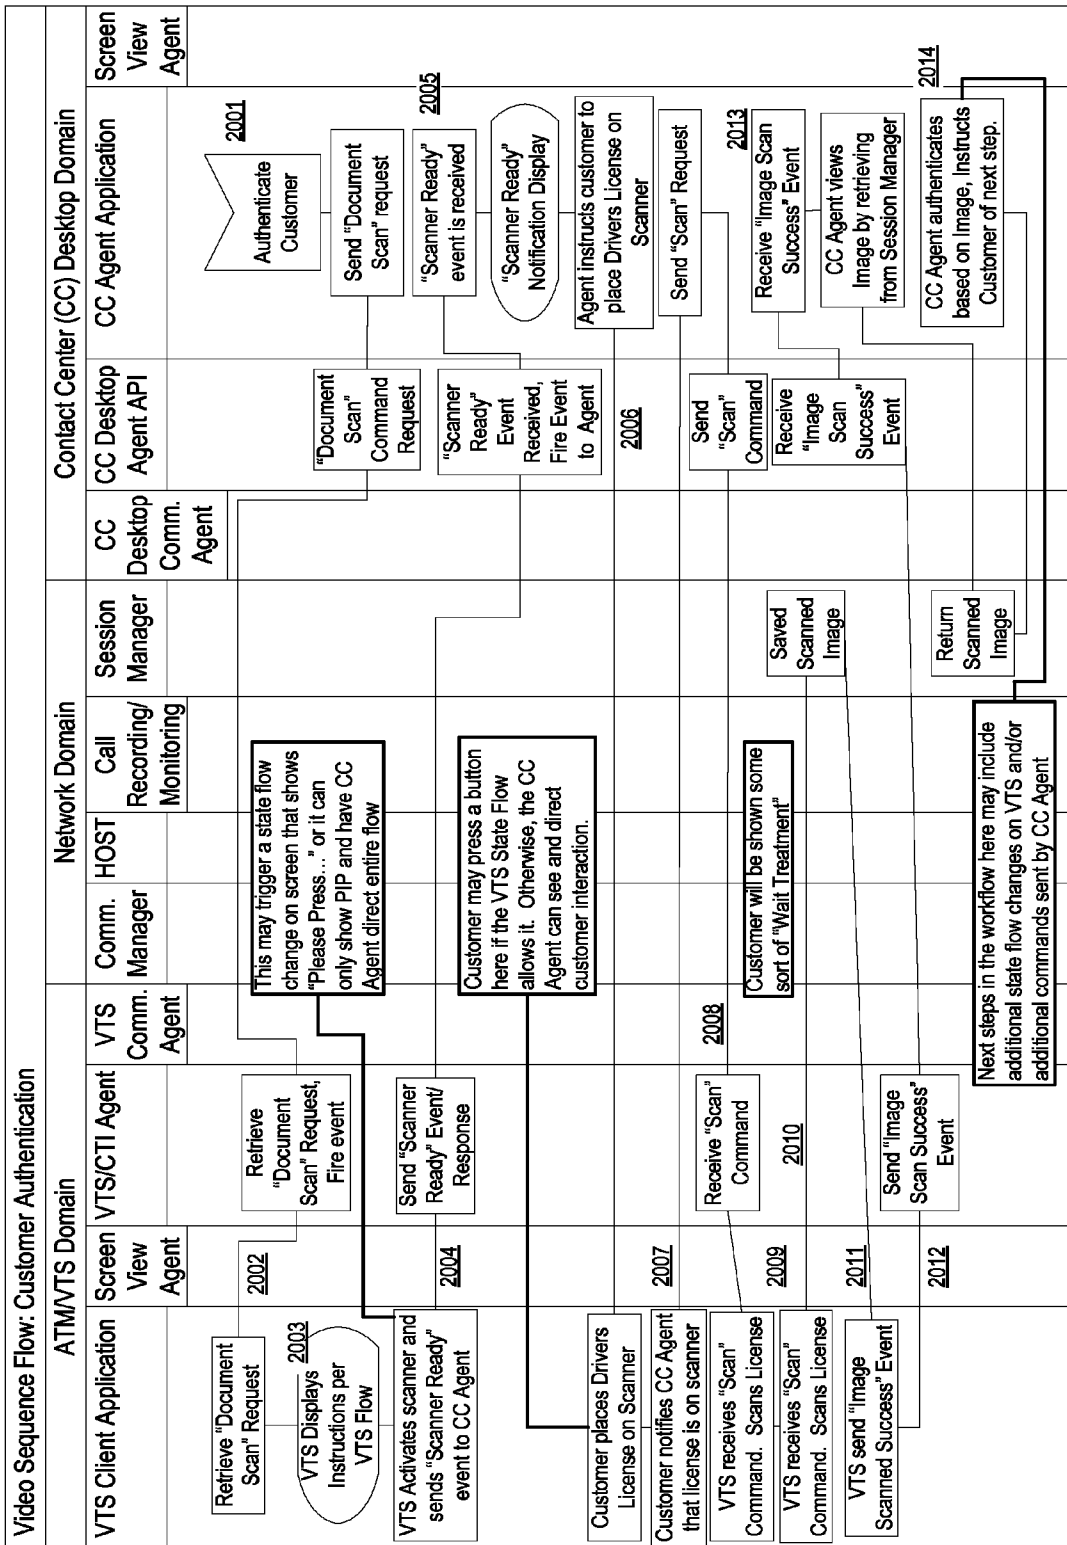 Video Sequence Flow: Customer Authentication
ATM/VTS Domain
Network Domain
Contact Center (CC) Desktop Domain
VTS Client Application
Screen
View
Agent
VTS/CTI Agent
VTS
Comm.
Agent
Comm.
Manager
HOST
Call
Recording/
Monitoring
Session
Manager
CC
Desktop
Comm.
Agent
CC Desktop
Agent API
CC Agent Application
Screen
View
Agent
2001
Authenticate
Customer
Send “Document
Scan” request
“Document
Scan”
Command
Request
Retrieve
“Document
Scan” Request,
Fire event
2002
Retrieve “Document
Scan” Request
2003
VTS Displays
Instructions per
VTS Flow
This may trigger a state flow
change on screen that shows
“Please Press...” or it can
only show PIP and have CC
Agent direct entire flow
VTS Activates scanner and
sends “Scanner Ready”
event to CC Agent
2004
Send “Scanner
Ready” Event/
Response
“Scanner
Ready”
Event
Received,
Fire Event
to Agent
2005
“Scanner Ready”
event is received
“Scanner Ready”
Notification Display
Customer may press a button
here if the VTS State Flow
allows it. Otherwise, the CC
Agent can see and direct
customer interaction.
Agent instructs customer to
place Drivers License on
Scanner
2006
Customer places Drivers
License on Scanner
2007
Customer notifies CC Agent
that license is on scanner
Send “Scan” Request
Send
“Scan”
Command
2008
Receive “Scan”
Command
VTS receives “Scan”
Command. Scans License
2009
VTS receives “Scan”
Command. Scans License
2010
Customer will be shown some
sort of “Wait Treatment”
Saved
Scanned
Image
2011
VTS send “Image
Scanned Success” Event
2012
Send “Image
Scan Success”
Event
Receive
“Image
Scan
Success”
Event
2013
Receive “Image Scan
Success” Event
CC Agent views
Image by retrieving
from Session Manager
Return
Scanned
Image
2014
CC Agent authenticates
based on Image, Instructs
Customer of next step.
Next steps in the workflow here may include
additional state flow changes on VTS and/or
additional commands sent by CC Agent